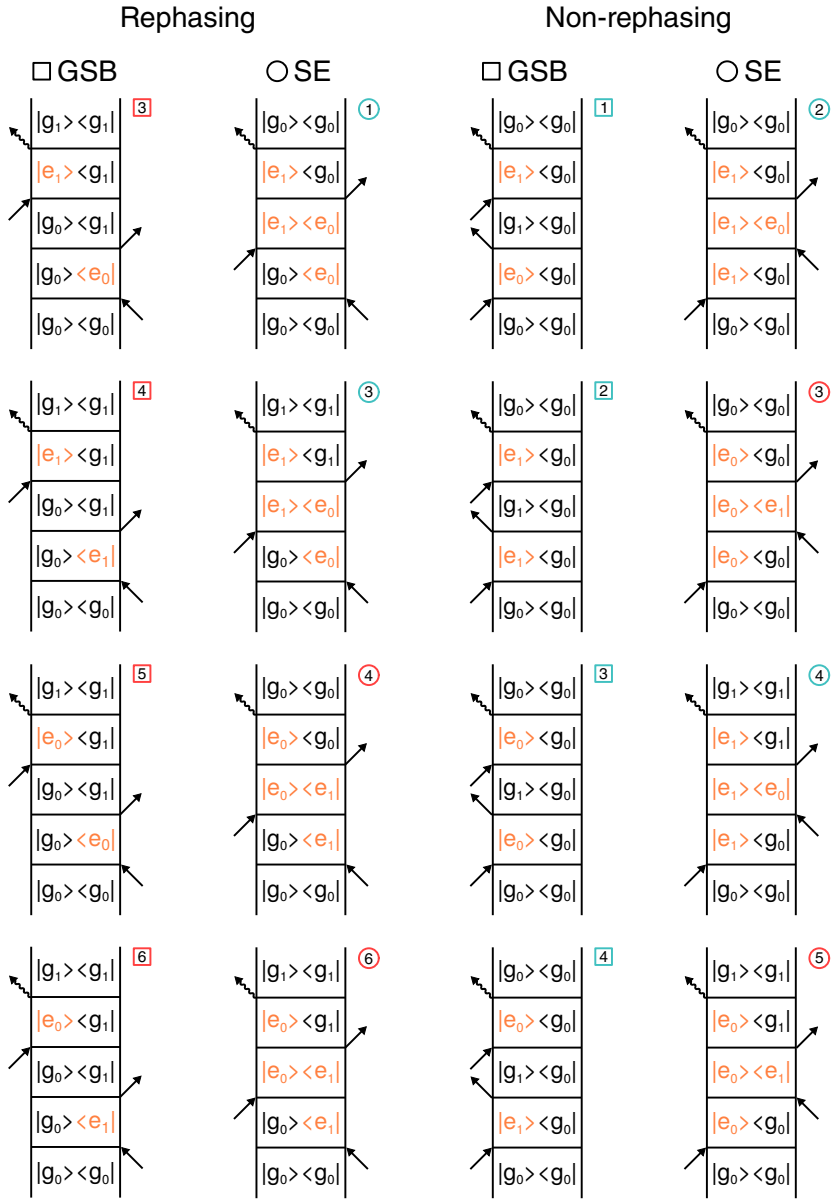 Rephasing Non-rephasing
GSB SE GSB SE
3 1 1 2
|g₁><g₁| |g₀><g₀| |g₀><g₀| |g₀><g₀|
|e₁><g₁| |e₁><g₀| |e₁><g₀| |e₁><g₀|
|g₀><g₁| |e₁><e₀| |g₁><g₀| |e₁><e₀|
|g₀><e₀| |g₀><e₀| |e₀><g₀| |e₁><g₀|
|g₀><g₀| |g₀><g₀| |g₀><g₀| |g₀><g₀|
4 3 2 3
|g₁><g₁| |g₁><g₁| |g₀><g₀| |g₀><g₀|
|e₁><g₁| |e₁><g₁| |e₁><g₀| |e₀><g₀|
|g₀><g₁| |e₁><e₀| |g₁><g₀| |e₀><e₁|
|g₀><e₁| |g₀><e₀| |e₁><g₀| |e₀><g₀|
|g₀><g₀| |g₀><g₀| |g₀><g₀| |g₀><g₀|
5 4 3 4
|g₁><g₁| |g₀><g₀| |g₀><g₀| |g₁><g₁|
|e₀><g₁| |e₀><g₀| |e₀><g₀| |e₁><g₁|
|g₀><g₁| |e₀><e₁| |g₁><g₀| |e₁><e₀|
|g₀><e₀| |g₀><e₁| |e₀><g₀| |e₁><g₀|
|g₀><g₀| |g₀><g₀| |g₀><g₀| |g₀><g₀|
6 6 4 5
|g₁><g₁| |g₁><g₁| |g₀><g₀| |g₁><g₁|
|e₀><g₁| |e₀><g₁| |e₀><g₀| |e₀><g₁|
|g₀><g₁| |e₀><e₁| |g₁><g₀| |e₀><e₁|
|g₀><e₁| |g₀><e₁| |e₁><g₀| |e₀><g₀|
|g₀><g₀| |g₀><g₀| |g₀><g₀| |g₀><g₀|